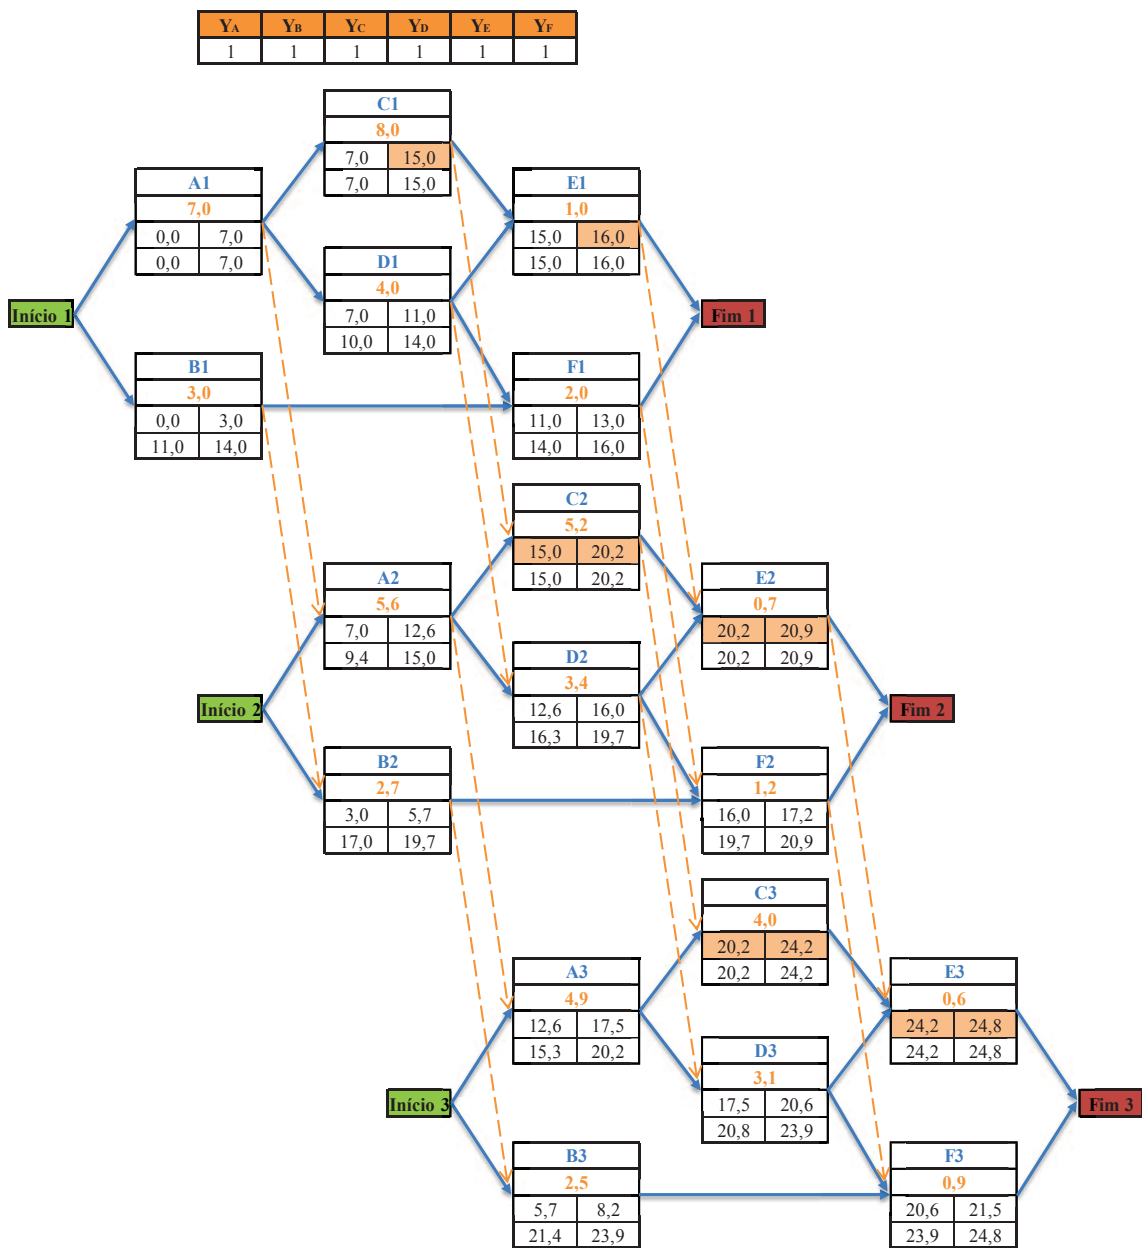 YA YB YC YD YE YF
1 1 1 1 1 1
C1
8,0
7,0 15,0
7,0 15,0
A1
7,0
0,0 7,0
0,0 7,0
E1
1,0
15,0 16,0
15,0 16,0
D1
4,0
7,0 11,0
10,0 14,0
Início 1
Fim 1
B1
3,0
0,0 3,0
11,0 14,0
F1
2,0
11,0 13,0
14,0 16,0
C2
5,2
15,0 20,2
15,0 20,2
A2
5,6
7,0 12,6
9,4 15,0
E2
0,7
20,2 20,9
20,2 20,9
D2
3,4
12,6 16,0
16,3 19,7
Início 2
Fim 2
B2
2,7
3,0 5,7
17,0 19,7
F2
1,2
16,0 17,2
19,7 20,9
C3
4,0
20,2 24,2
20,2 24,2
A3
4,9
12,6 17,5
15,3 20,2
E3
0,6
24,2 24,8
24,2 24,8
D3
3,1
17,5 20,6
20,8 23,9
Início 3
Fim 3
B3
2,5
5,7 8,2
21,4 23,9
F3
0,9
20,6 21,5
23,9 24,8